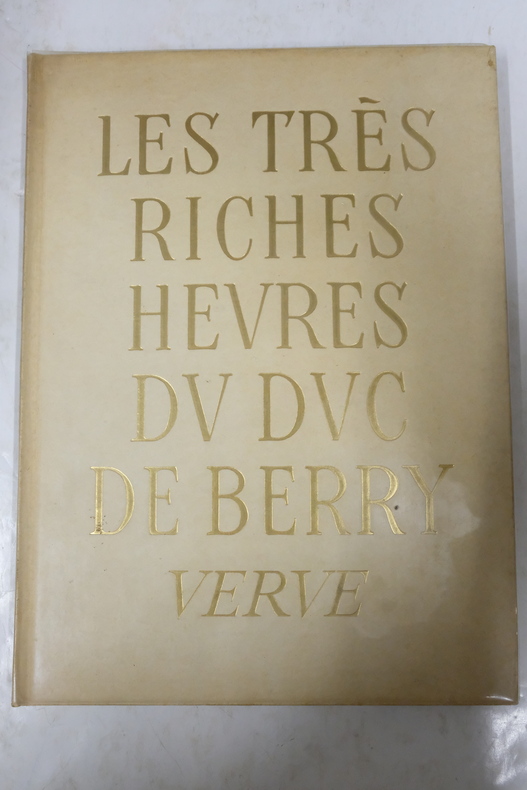 LES TRÈS
RICHES
HEVRES
DV DVC
DE BERRY
VERVE